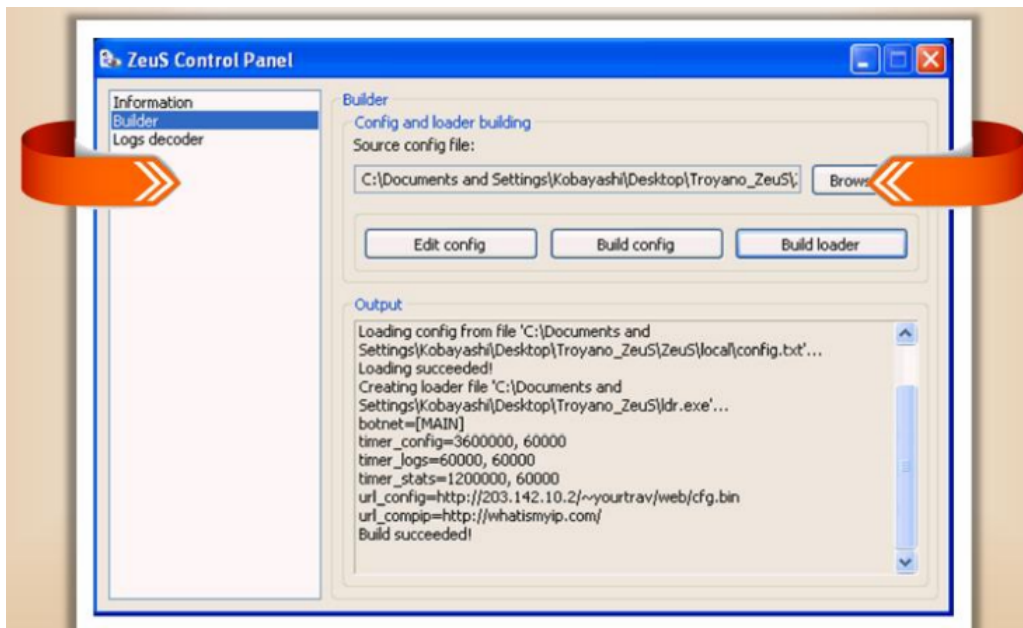 ZeuS Control Panel
Information
Builder
Logs decoder
Builder
Config and loader building
Source config file:
C:\Documents and Settings\Kobayashi\Desktop\Troyano_ZeuS\
Edit config
Build config
Build loader
Output
Loading config from file 'C:\Documents and
Settings\Kobayashi\Desktop\Troyano_ZeuS\ZeuS\local\config.txt'...
Loading succeeded!
Creating loader file 'C:\Documents and
Settings\Kobayashi\Desktop\Troyano_ZeuS\ldr.exe'...
botnet=[MAIN]
timer_config=3600000, 60000
timer_logs=60000, 60000
timer_stats=1200000, 60000
url_config=http://203.142.10.2/~yourtrav/web/cfg.bin
url_compip=http://whatismyip.com/
Build succeeded!